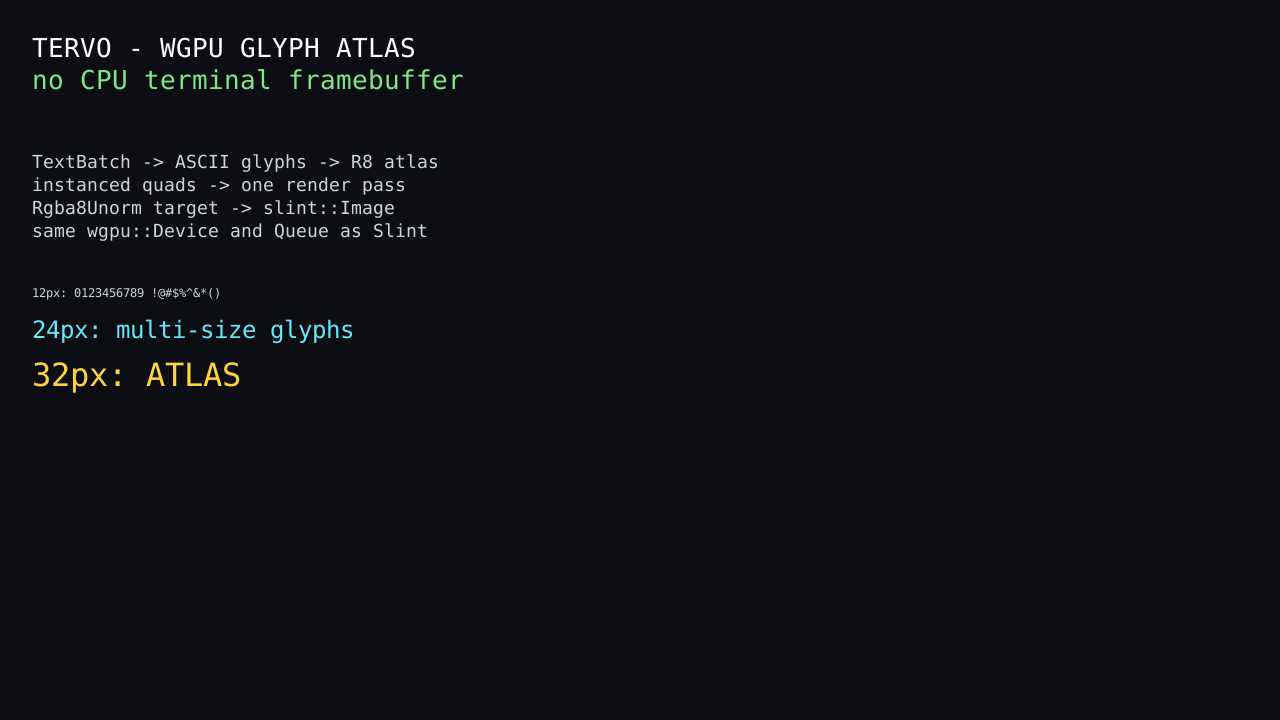 TERVO - WGPU GLYPH ATLAS
no CPU terminal framebuffer
TextBatch -> ASCII glyphs -> R8 atlas
instanced quads -> one render pass
Rgba8Unorm target -> slint::Image
same wgpu::Device and Queue as Slint
12px: 0123456789 !@#$%^&*()
24px: multi-size glyphs
32px: ATLAS